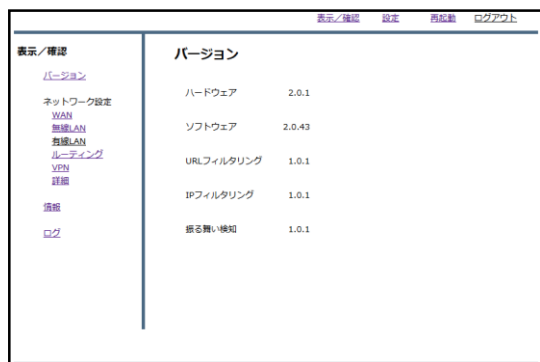 表示／確認 設定 再起動 ログアウト
表示／確認
バージョン
ネットワーク設定
WAN
無線LAN
有線LAN
ルーティング
VPN
詳細
情報
ログ
バージョン
ハードウェア 2.0.1
ソフトウェア 2.0.43
URLフィルタリング 1.0.1
IPフィルタリング 1.0.1
振る舞い検知 1.0.1